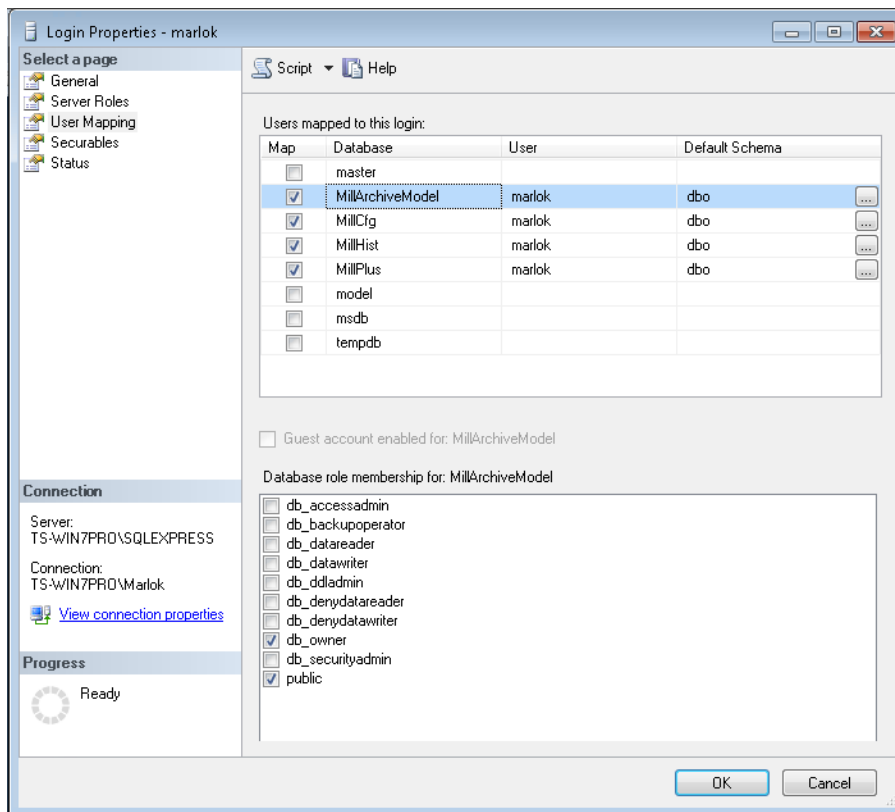 Login Properties - marlok
Select a page
General
Server Roles
User Mapping
Securables
Status
Script Help
Users mapped to this login:
Map Database User Default Schema
master
MillArchiveModel marlok dbo ...
MillCfg marlok dbo ...
MillHist marlok dbo ...
MillPlus marlok dbo ...
model
msdb
tempdb
Guest account enabled for: MillArchiveModel
Database role membership for: MillArchiveModel
db_accessadmin
db_backupoperator
db_datareader
db_datawriter
db_ddladmin
db_denydatareader
db_denydatawriter
db_owner
db_securityadmin
public
Connection
Server:
TS-WIN7PRO\SQLEXPRESS
Connection:
TS-WIN7PRO\Marlok
View connection properties
Progress
Ready
OK Cancel